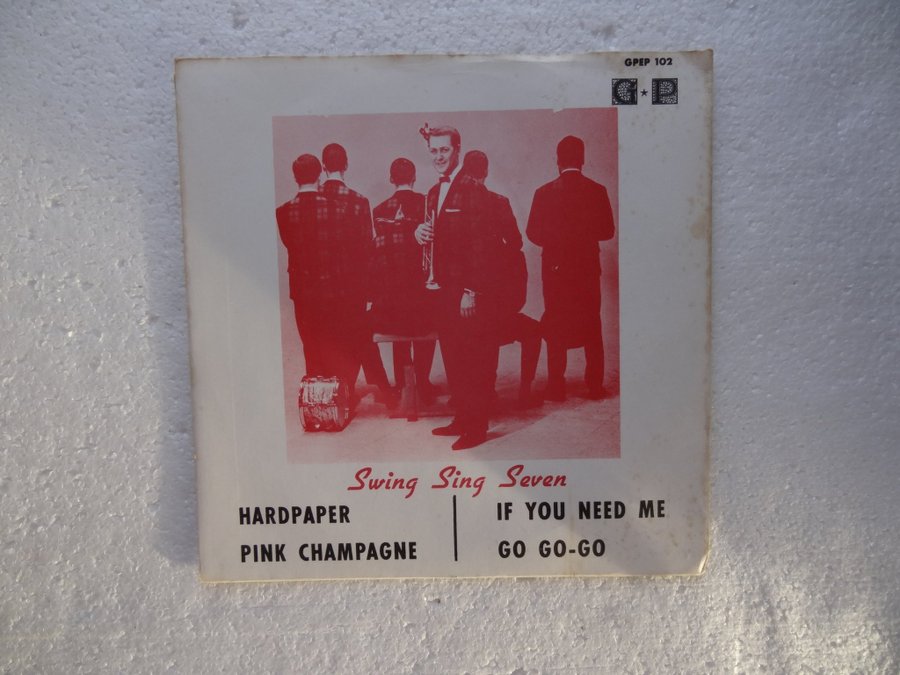 GPEP 102
G★P
Swing Sing Seven
HARDPAPER
PINK CHAMPAGNE
IF YOU NEED ME
GO GO-GO